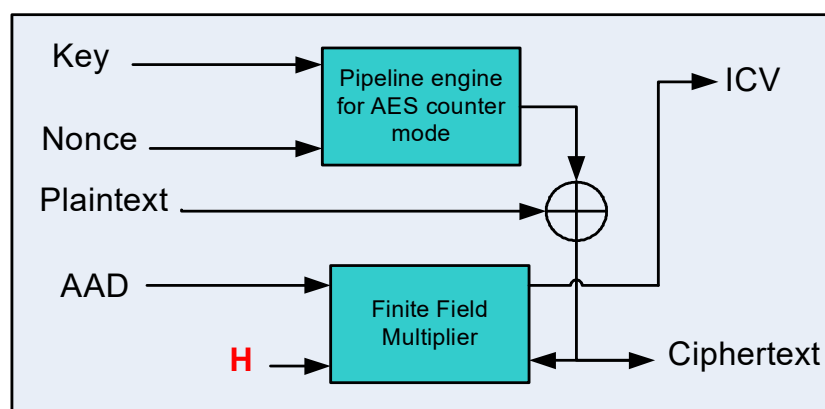 Key
Pipeline engine
for AES counter
mode
ICV
Nonce
Plaintext
AAD
Finite Field
Multiplier
H
Ciphertext